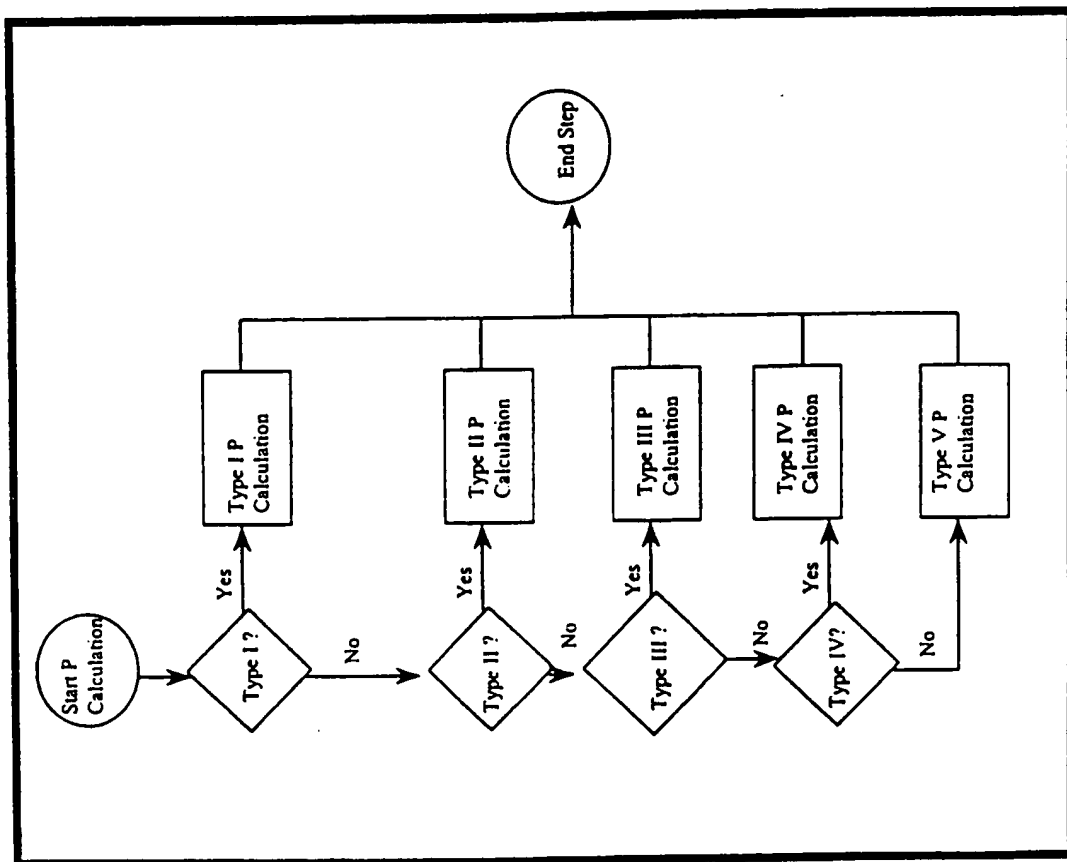 Start P
Calculation
Type I ?
Yes
Type I P
Calculation
No
Type II ?
Yes
Type II P
Calculation
No
Type III ?
Yes
Type III P
Calculation
No
Type IV?
Yes
Type IV P
Calculation
No
Type V P
Calculation
End Step